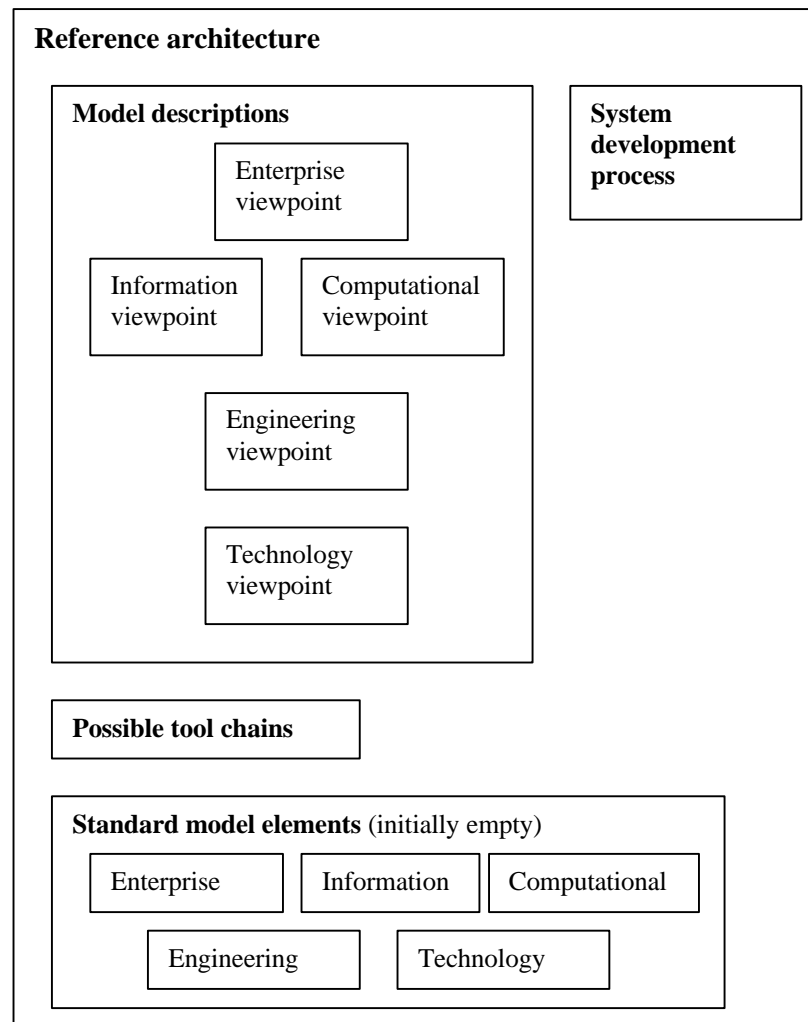 Reference architecture
Model descriptions
Enterprise
viewpoint
Information
viewpoint
Computational
viewpoint
Engineering
viewpoint
Technology
viewpoint
System
development
process
Possible tool chains
Standard model elements (initially empty)
Enterprise
Information
Computational
Engineering
Technology